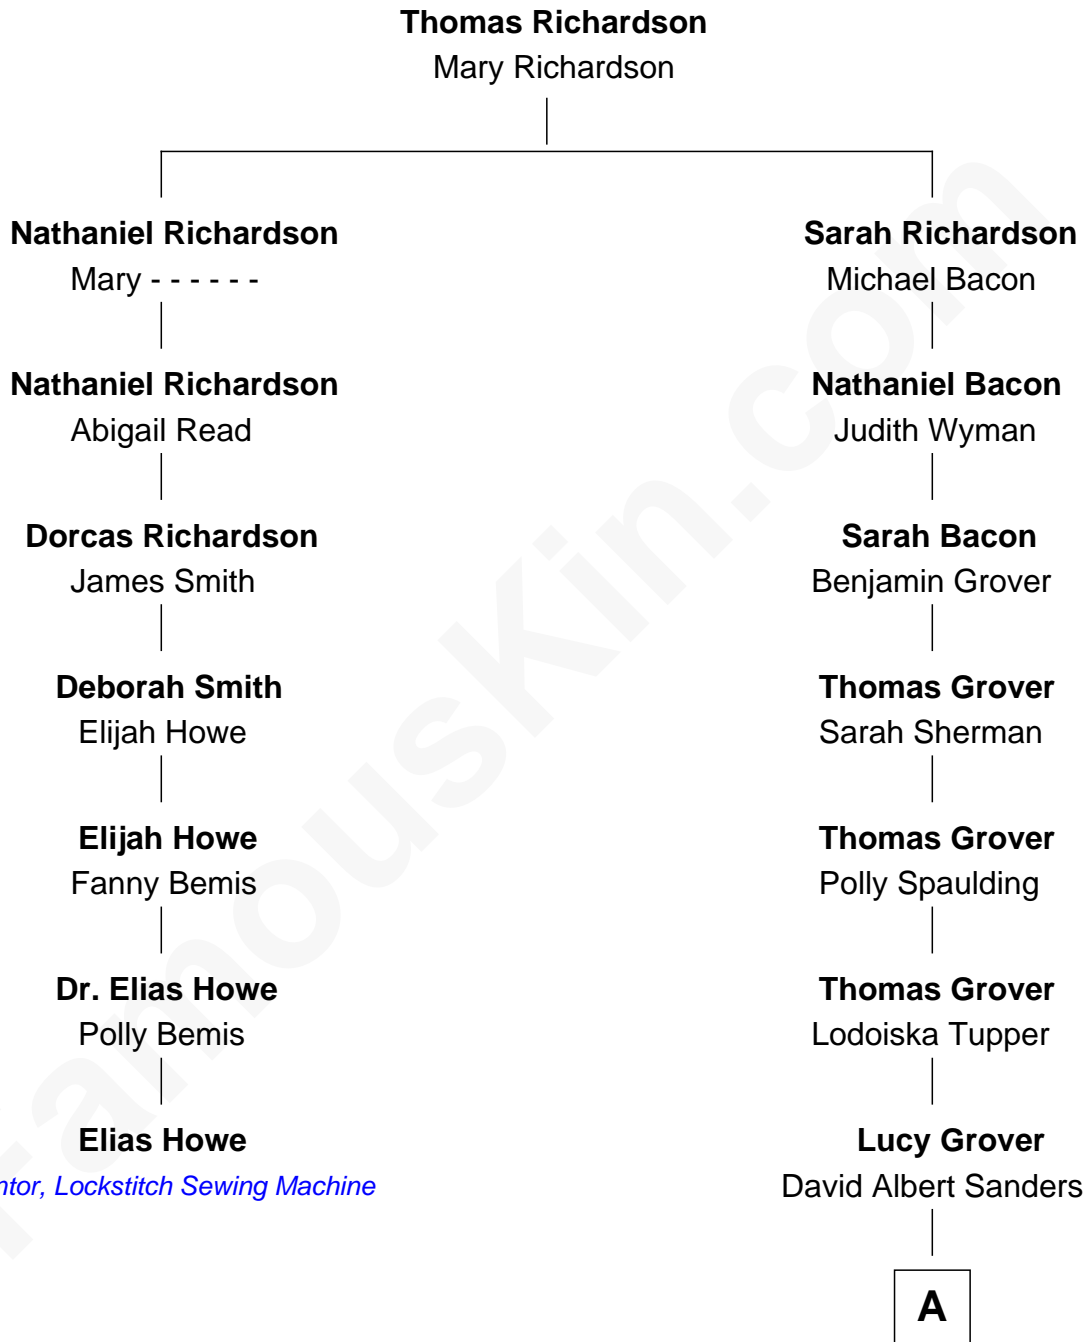 Thomas Richardson
Mary Richardson
Nathaniel Richardson
Mary - - - - - -
Sarah Richardson
Michael Bacon
Nathaniel Richardson
Abigail Read
Nathaniel Bacon
Judith Wyman
Dorcas Richardson
James Smith
Sarah Bacon
Benjamin Grover
Deborah Smith
Elijah Howe
Thomas Grover
Sarah Sherman
Elijah Howe
Fanny Bemis
Thomas Grover
Polly Spaulding
Dr. Elias Howe
Polly Bemis
Thomas Grover
Lodoiska Tupper
Elias Howe
ntor, Lockstitch Sewing Machine
Lucy Grover
David Albert Sanders
A
FamousKin.com